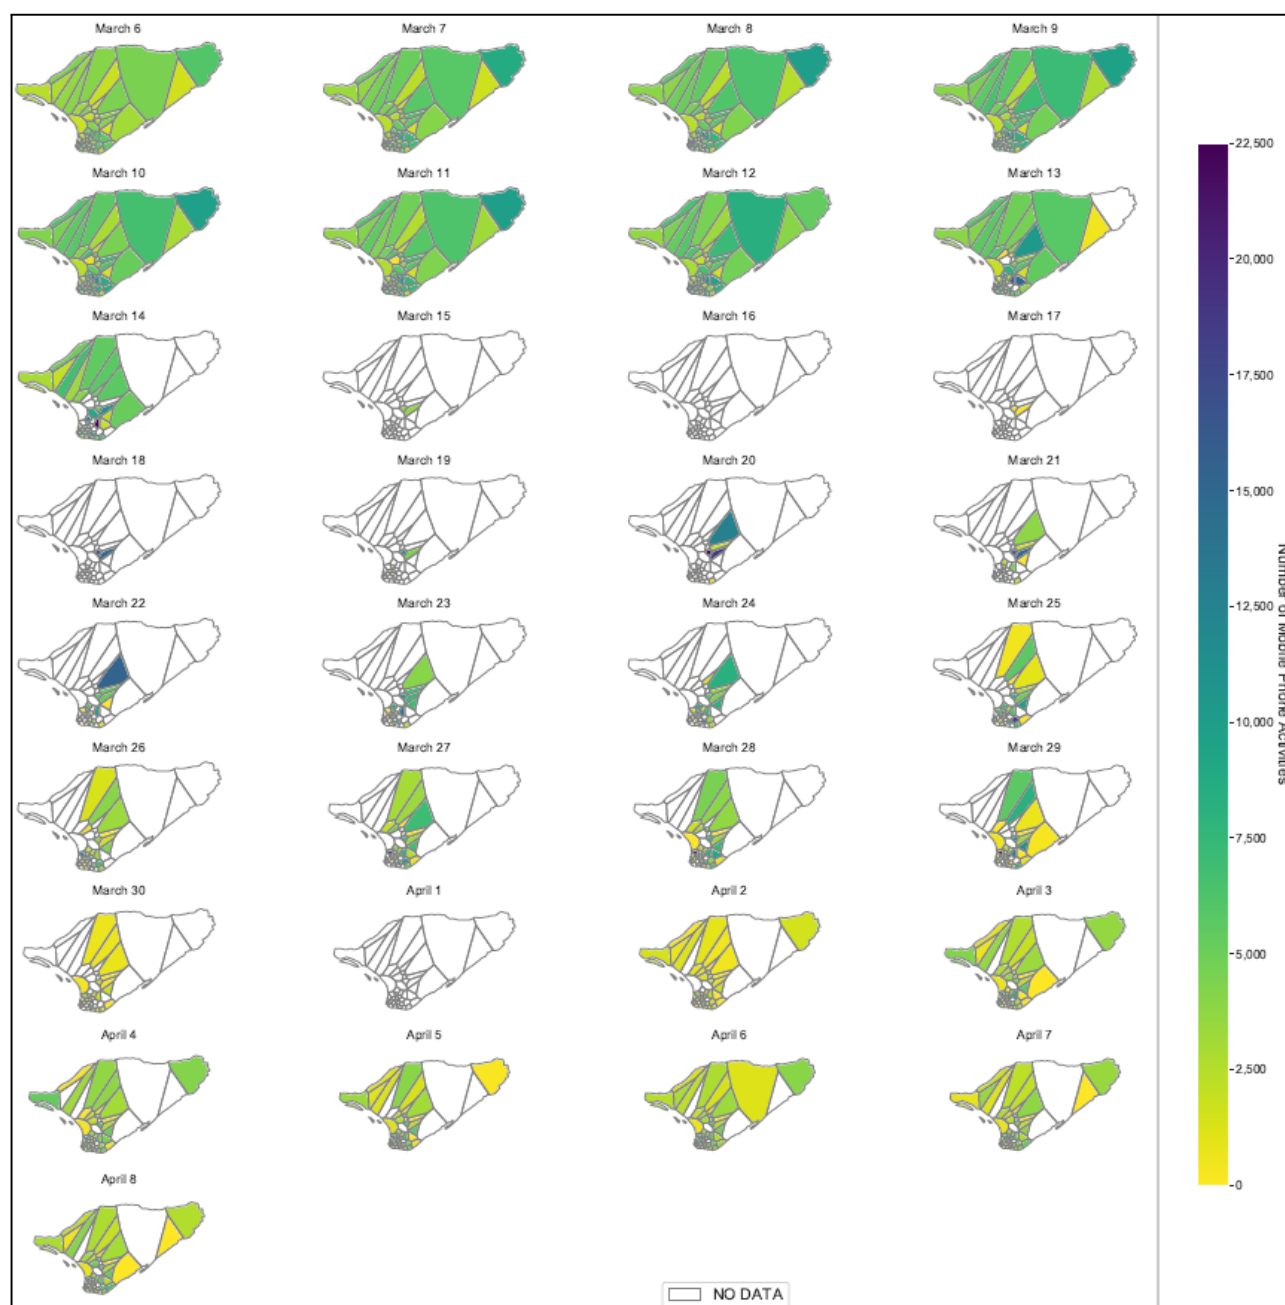 March 6
March 7
March 8
March 9
March 10
March 11
March 12
March 13
March 14
March 15
March 16
March 17
March 18
March 19
March 20
March 21
March 22
March 23
March 24
March 25
March 26
March 27
March 28
March 29
March 30
April 1
April 2
April 3
April 4
April 5
April 6
April 7
April 8
NO DATA
22,500
20,000
17,500
15,000
12,500
10,000
7,500
5,000
2,500
0
Number of Mobile Phone Activities